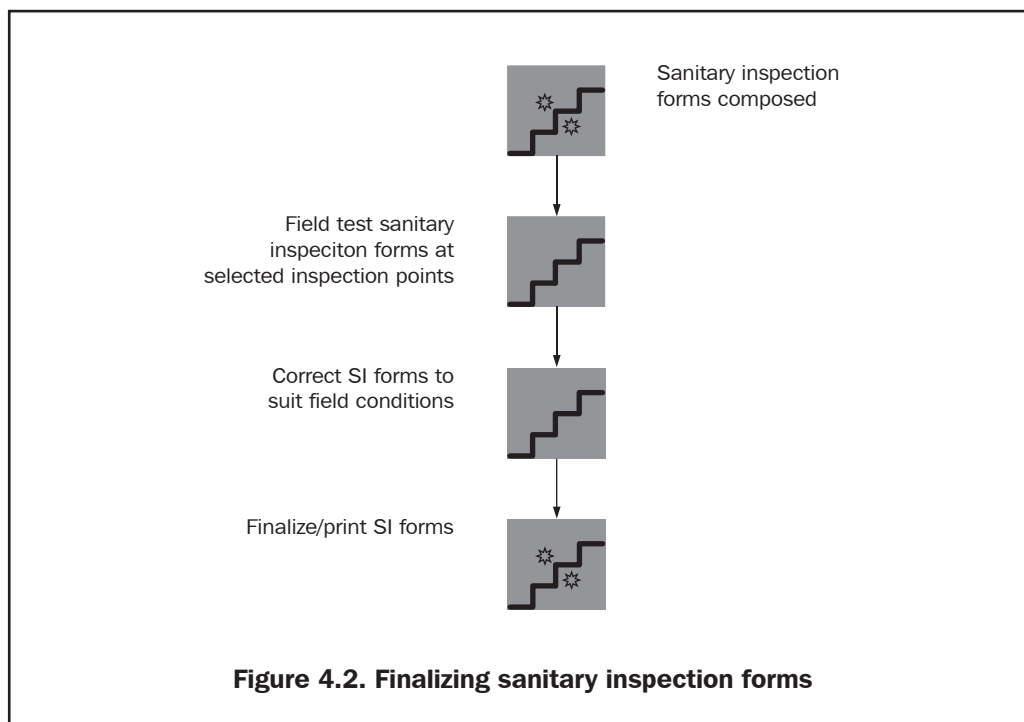 Sanitary inspection
forms composed
Field test sanitary
inspeciton forms at
selected inspection points
Correct SI forms to
suit field conditions
Finalize/print SI forms
Figure 4.2. Finalizing sanitary inspection forms